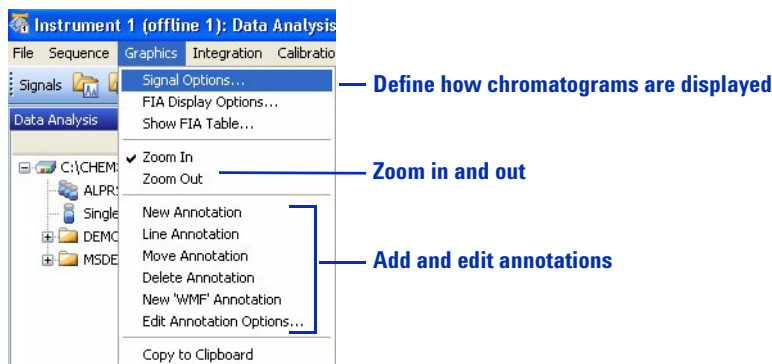 Instrument 1 (offline 1): Data Analysis
File Sequence Graphics Integration
Signals
Signal Options...
Define how chromatograms are displayed
FIA Display Options...
Data Analysis
Show FIA Table...
✔ Zoom In
Zoom Out
Zoom in and out
New Annotation
Line Annotation
Move Annotation
Delete Annotation
New 'WMF' Annotation
Edit Annotation Options...
Add and edit annotations
Copy to Clipboard
C:\CHEM
ALPR
Single
DEMO
MSDE